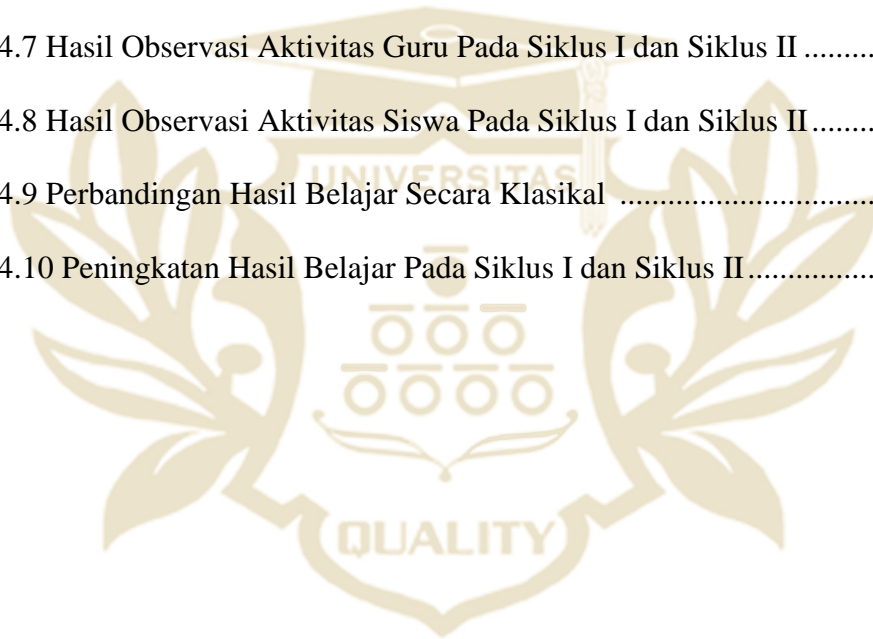 4.7 Hasil Observasi Aktivitas Guru Pada Siklus I dan Siklus II .........
4.8 Hasil Observasi Aktivitas Siswa Pada Siklus I dan Siklus II ........
UNIVERSITAS
4.9 Perbandingan Hasil Belajar Secara Klasikal ................................
4.10 Peningkatan Hasil Belajar Pada Siklus I dan Siklus II ................
QUALITY